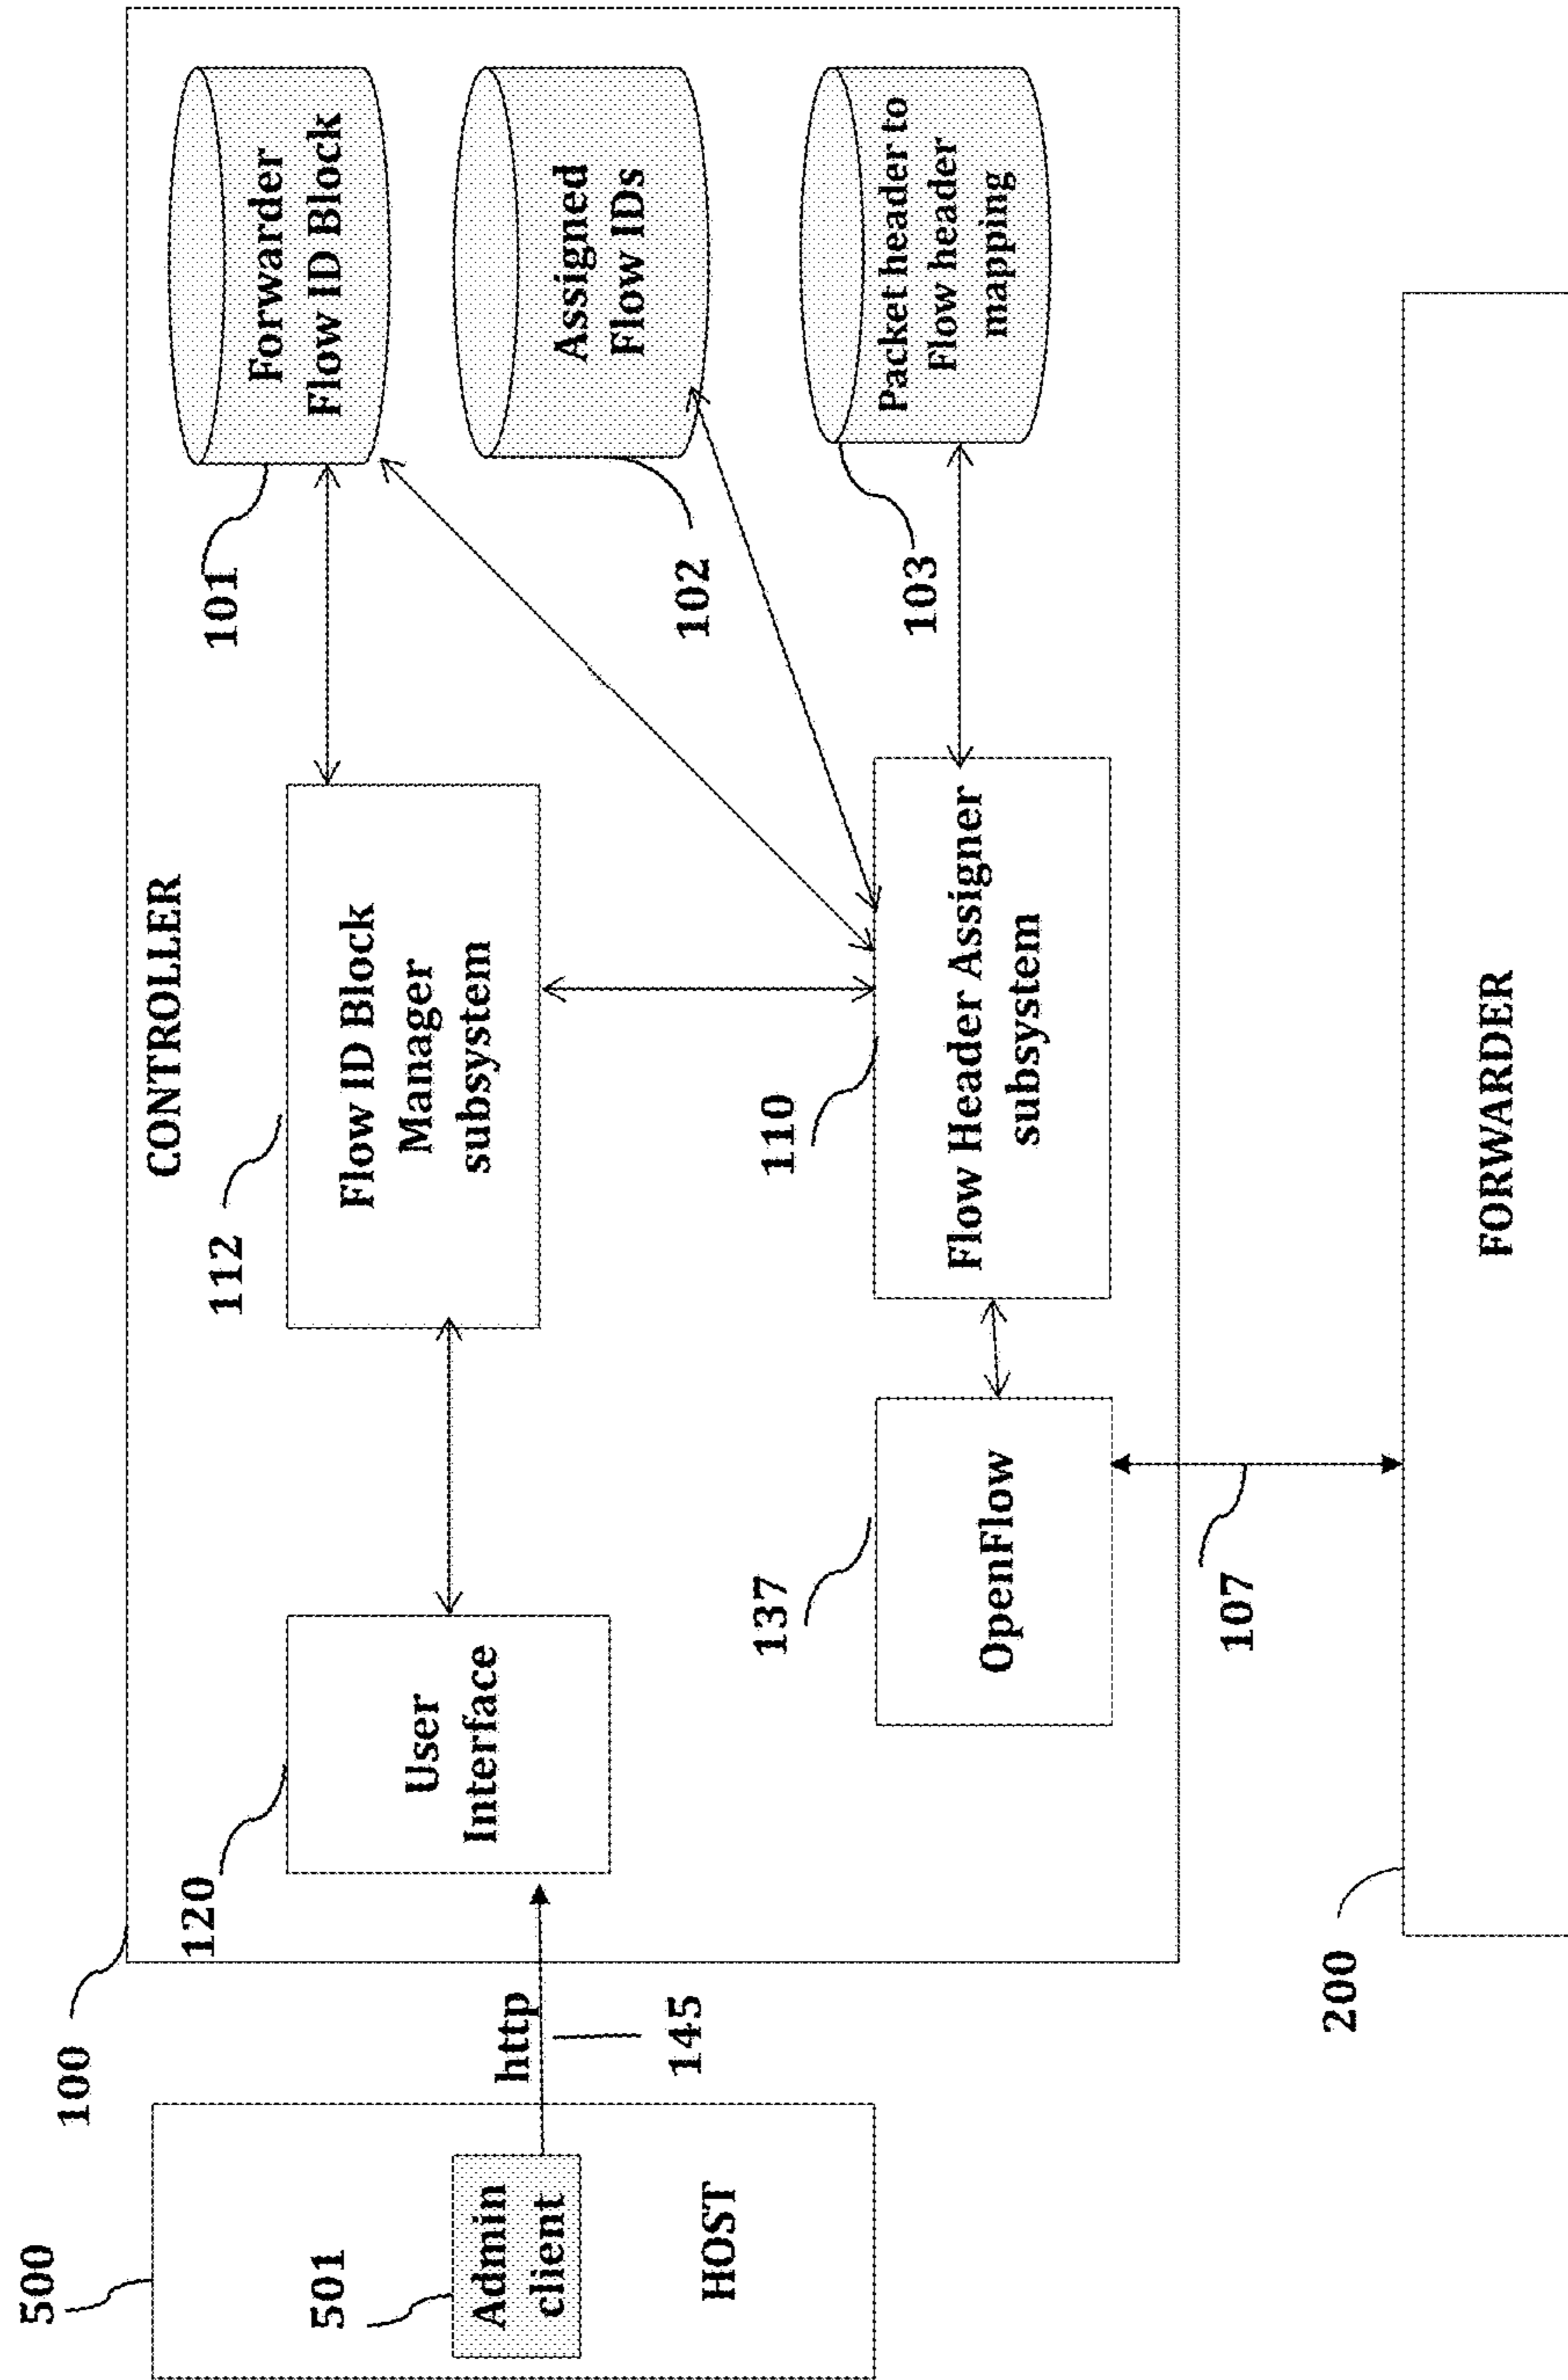 500
501
Admin
client
HOST
http
145
100
CONTROLLER
120
User
Interface
112
Flow ID Block
Manager
subsystem
101
Forwarder
Flow ID Block
102
Assigned
Flow IDs
103
Packet header to
Flow header
mapping
110
Flow Header Assigner
subsystem
137
OpenFlow
107
200
FORWARDER